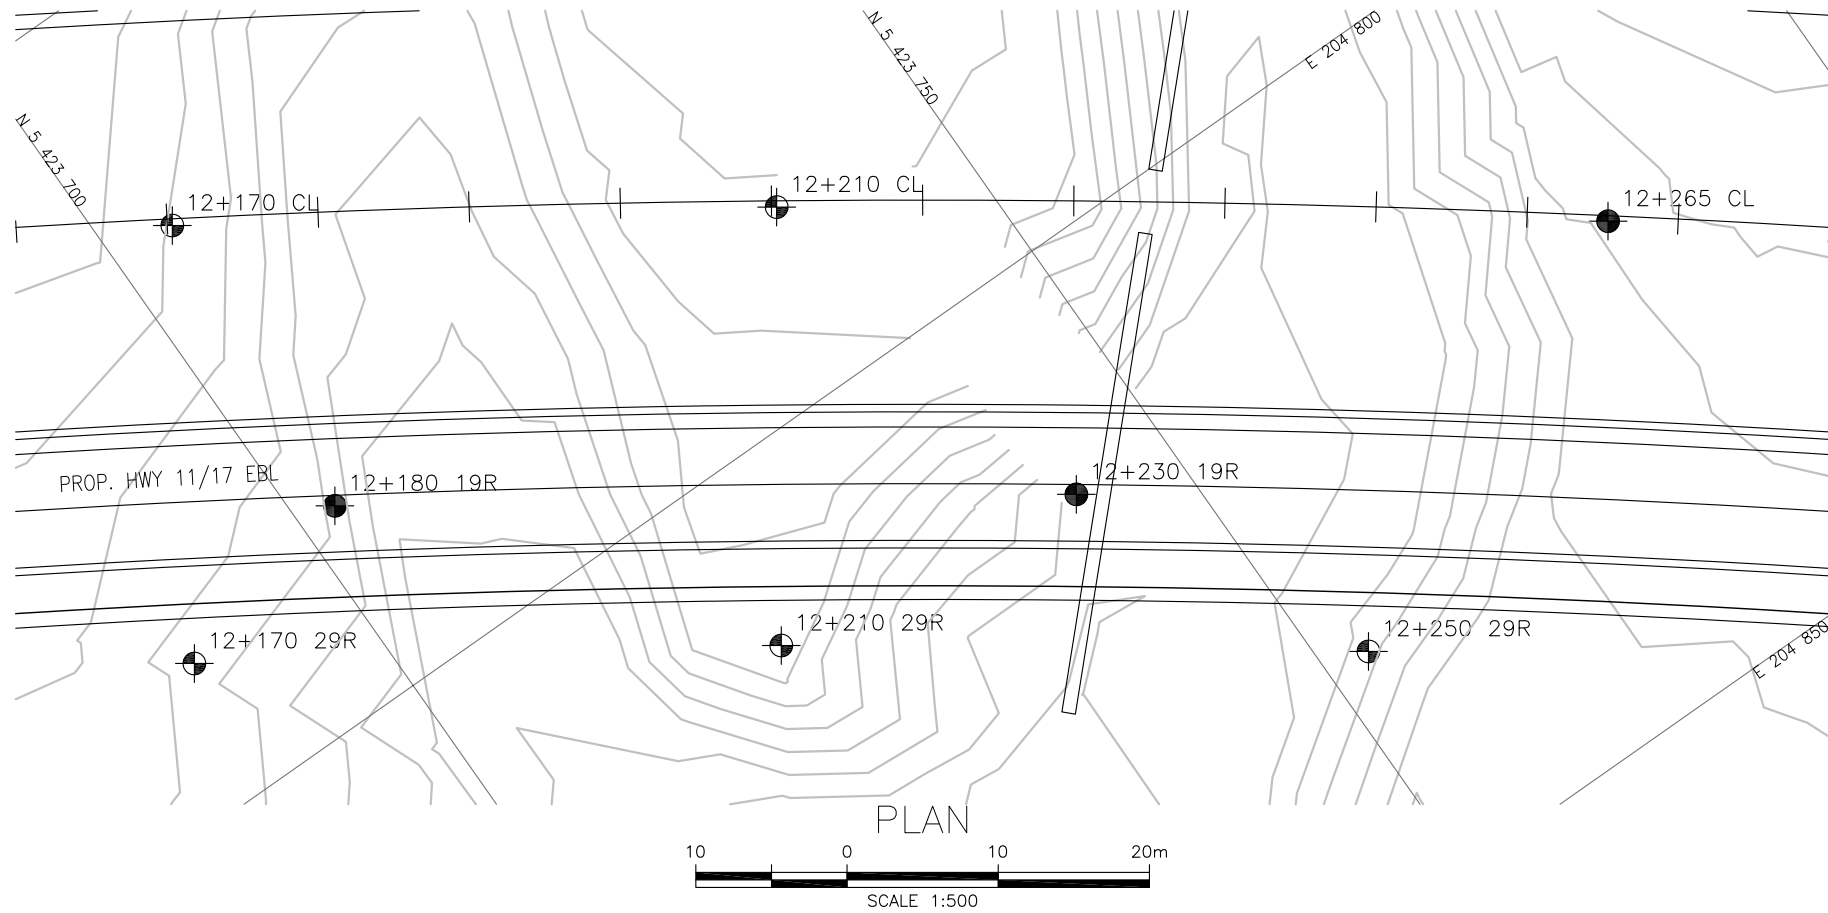 N 5 423 750
E 204 800
N 5 423 700
12+170 CL
12+210 CL
12+265 CL
PROP. HWY 11/17 EBL
12+180 19R
12+230 19R
12+170 29R
12+210 29R
12+250 29R
E 204 850
PLAN
10 0 10 20m
SCALE 1:500